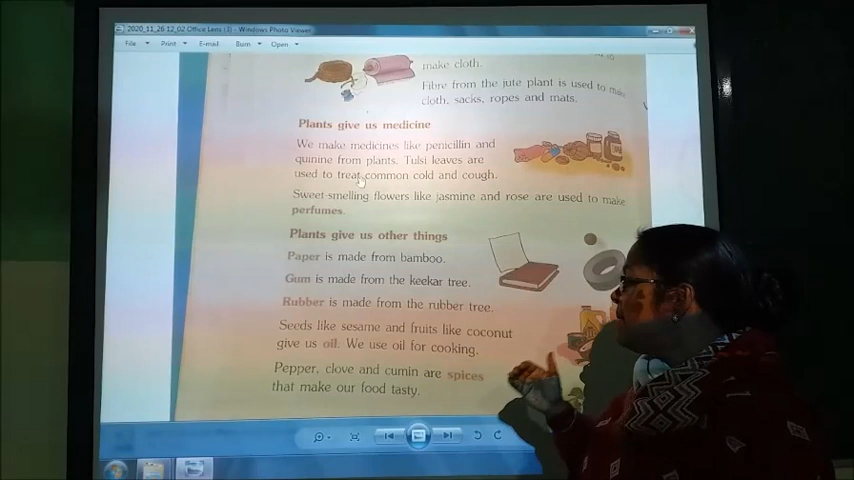 2020_11_26 12_02 Office Lens (3) - Windows Photo Viewer
File Print E-mail Burn Open
make cloth.
Fibre from the jute plant is used to make
cloth, sacks, ropes and mats.
Plants give us medicine
We make medicines like penicillin and
quinine from plants. Tulsi leaves are
used to treat common cold and cough.
Sweet-smelling flowers like jasmine and rose are used to make
perfumes.
Plants give us other things
Paper is made from bamboo.
Gum is made from the keekar tree.
Rubber is made from the rubber tree.
Seeds like sesame and fruits like coconut
give us oil. We use oil for cooking.
Pepper, clove and cumin are spices
that make our food tasty.